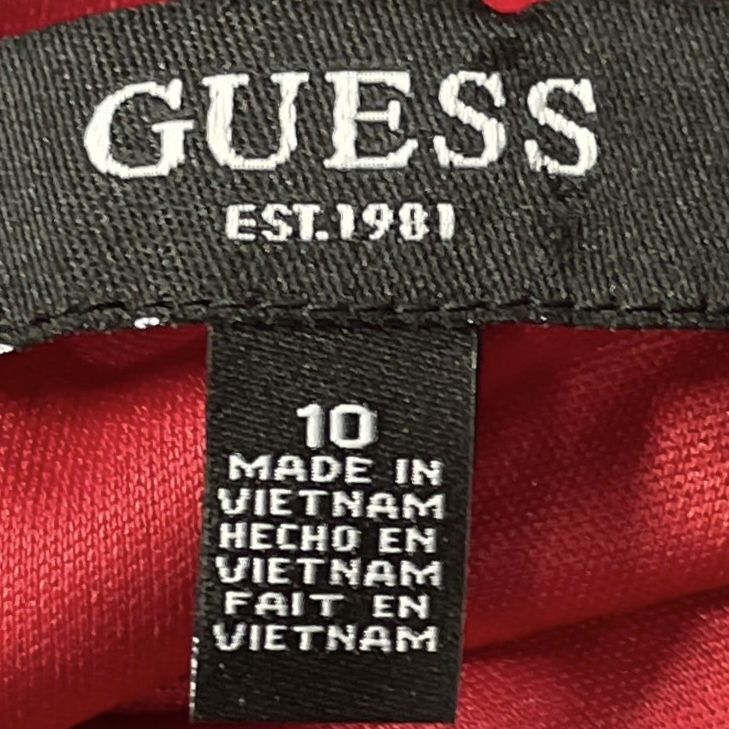 GUESS
EST.1981
10
MADE IN
VIETNAM
HECHO EN
VIETNAM
FAIT EN
VIETNAM